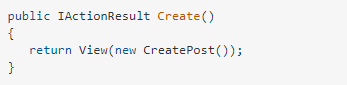 public IActionResult Create()
{
   return View(new CreatePost());
}